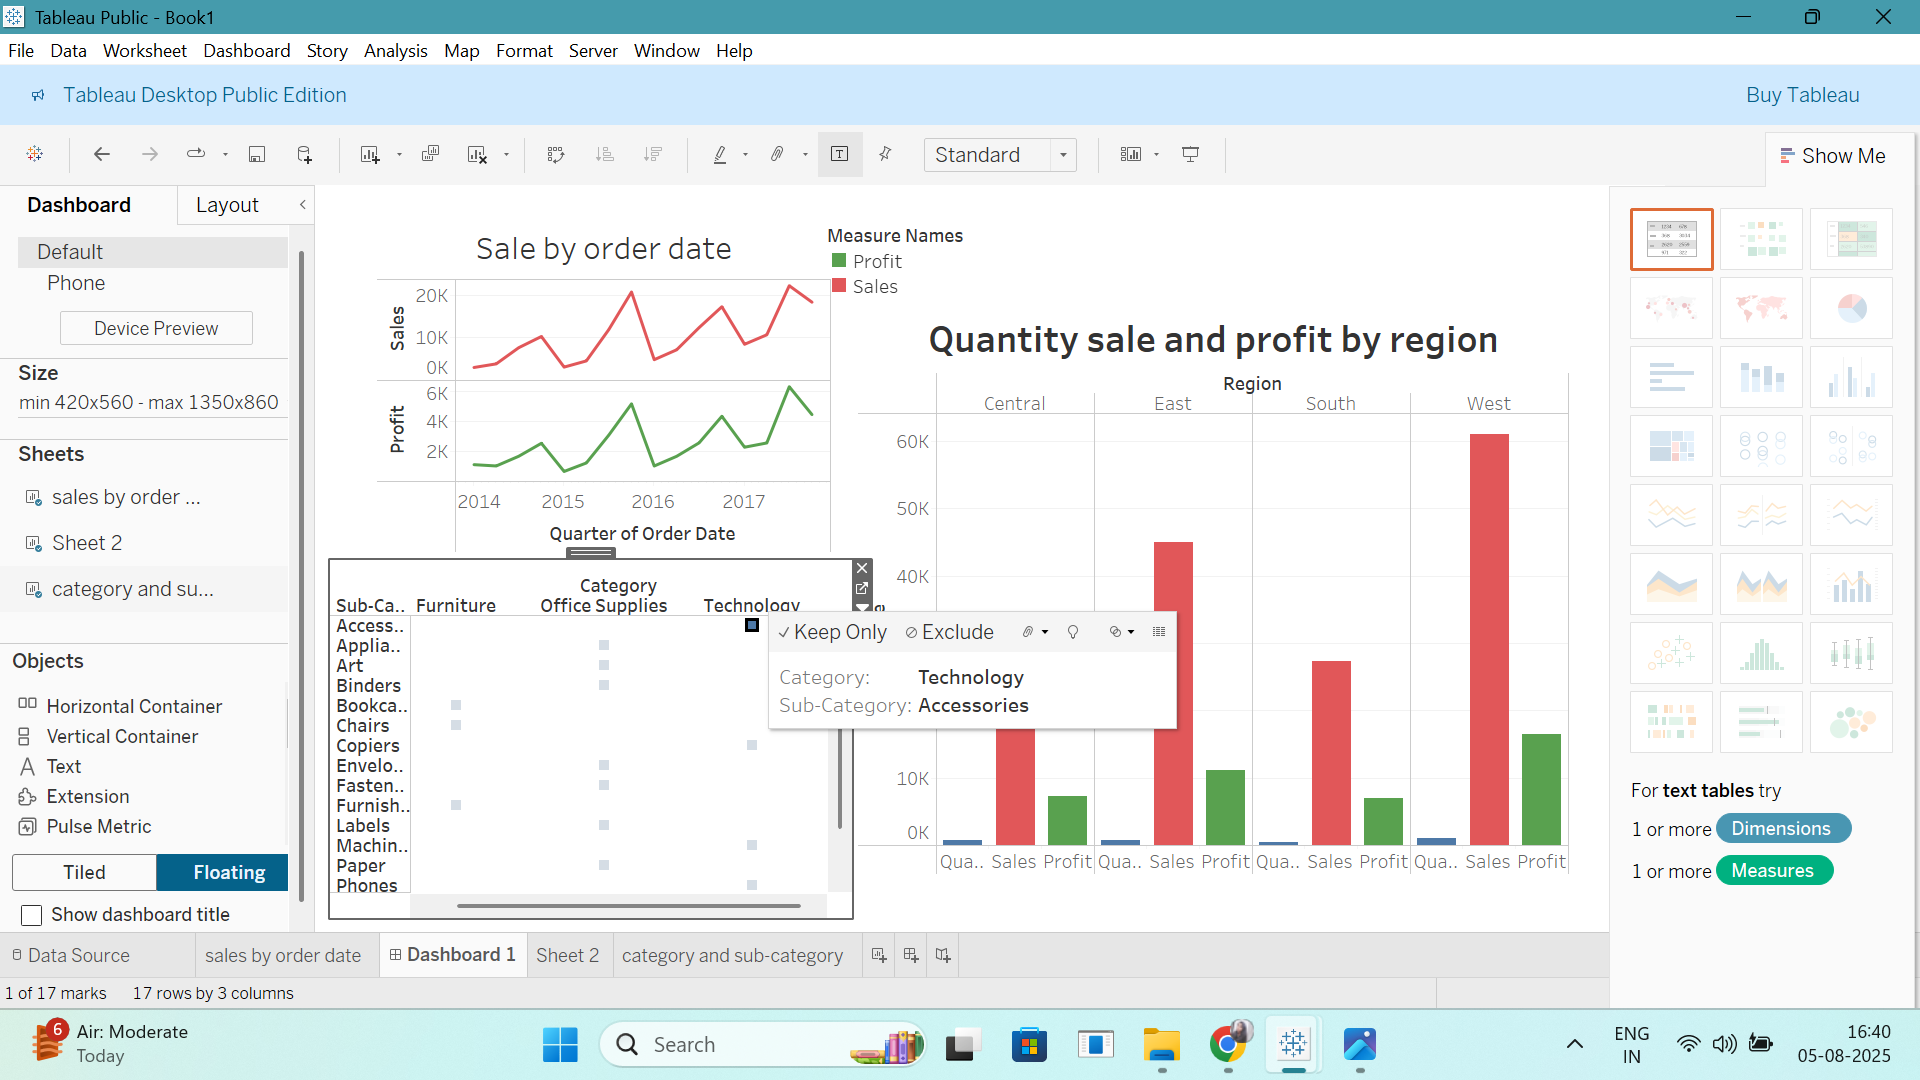 Tableau Public - Book1
File Data Worksheet Dashboard Story Analysis Map Format Server Window Help
Tableau Desktop Public Edition
Buy Tableau
Standard
Show Me
Dashboard
Layout
Default
Phone
Device Preview
Size
min 420x560 - max 1350x860
Sheets
sales by order ...
Sheet 2
category and su...
Objects
Horizontal Container
Vertical Container
Text
Extension
Pulse Metric
Tiled
Floating
Show dashboard title
Sale by order date
Sales
20K
10K
0K
Profit
6K
4K
2K
2014 2015 2016 2017
Quarter of Order Date
Measure Names
Profit
Sales
Quantity sale and profit by region
Region
Central East South West
60K
50K
40K
10K
0K
Qua.. Sales Profit Qua.. Sales Profit Qua.. Sales Profit Qua.. Sales Profit
Category
Sub-Ca.. Furniture Office Supplies Technology
Access..
Applia..
Art
Binders
Bookca..
Chairs
Copiers
Envelo..
Fasten..
Furnish..
Labels
Machin..
Paper
Phones
Keep Only Exclude
Category: Technology
Sub-Category: Accessories
For text tables try
1 or more Dimensions
1 or more Measures
Data Source
sales by order date
Dashboard 1
Sheet 2
category and sub-category
1 of 17 marks 17 rows by 3 columns
6
Air: Moderate
Today
Search
ENG
IN
16:40
05-08-2025